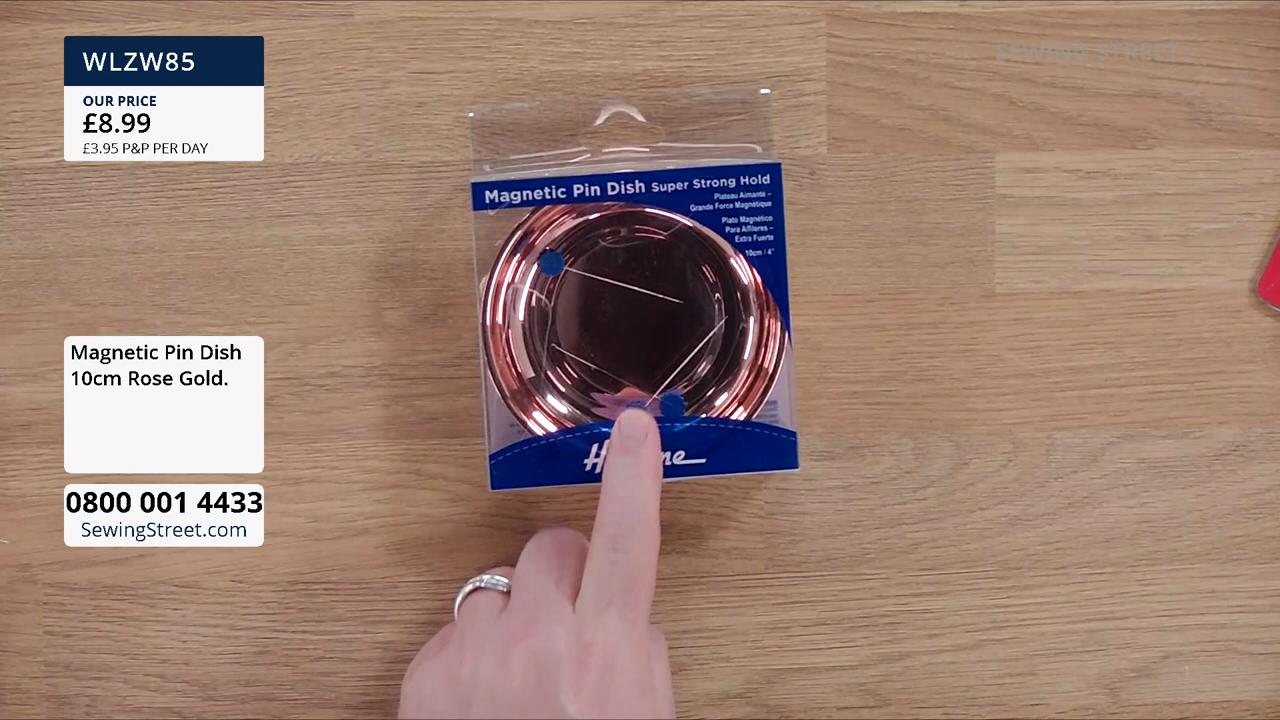 WLZW85
OUR PRICE
£8.99
£3.95 P&P PER DAY
SEWING STREET
Magnetic Pin Dish Super Strong Hold
Plateau Aimanté –
Grande Force Magnétique
Plato Magnético
Para Alfileres –
Extra Fuerte
10cm / 4"
Magnetic Pin Dish
10cm Rose Gold.
0800 001 4433
SewingStreet.com